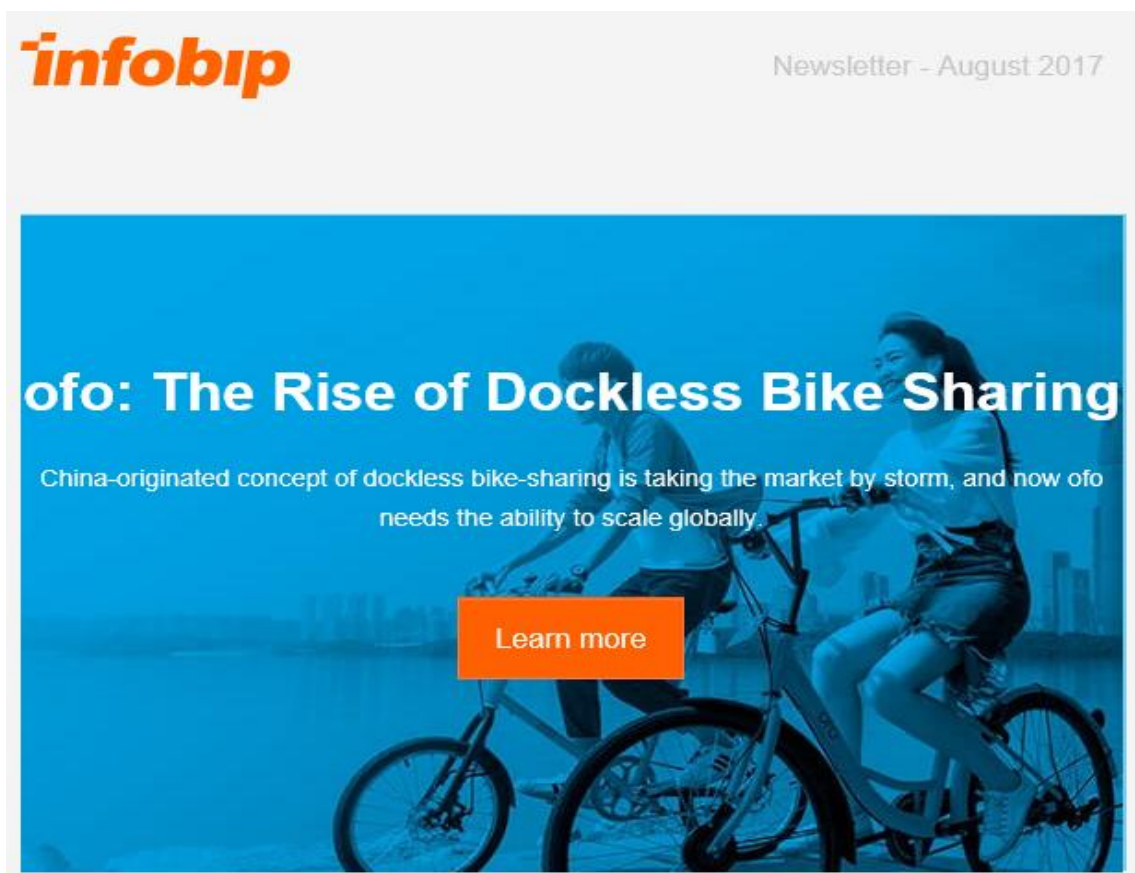 infobip
Newsletter - August 2017
ofo: The Rise of Dockless Bike Sharing
China-originated concept of dockless bike-sharing is taking the market by storm, and now ofo
needs the ability to scale globally.
Learn more
ofo